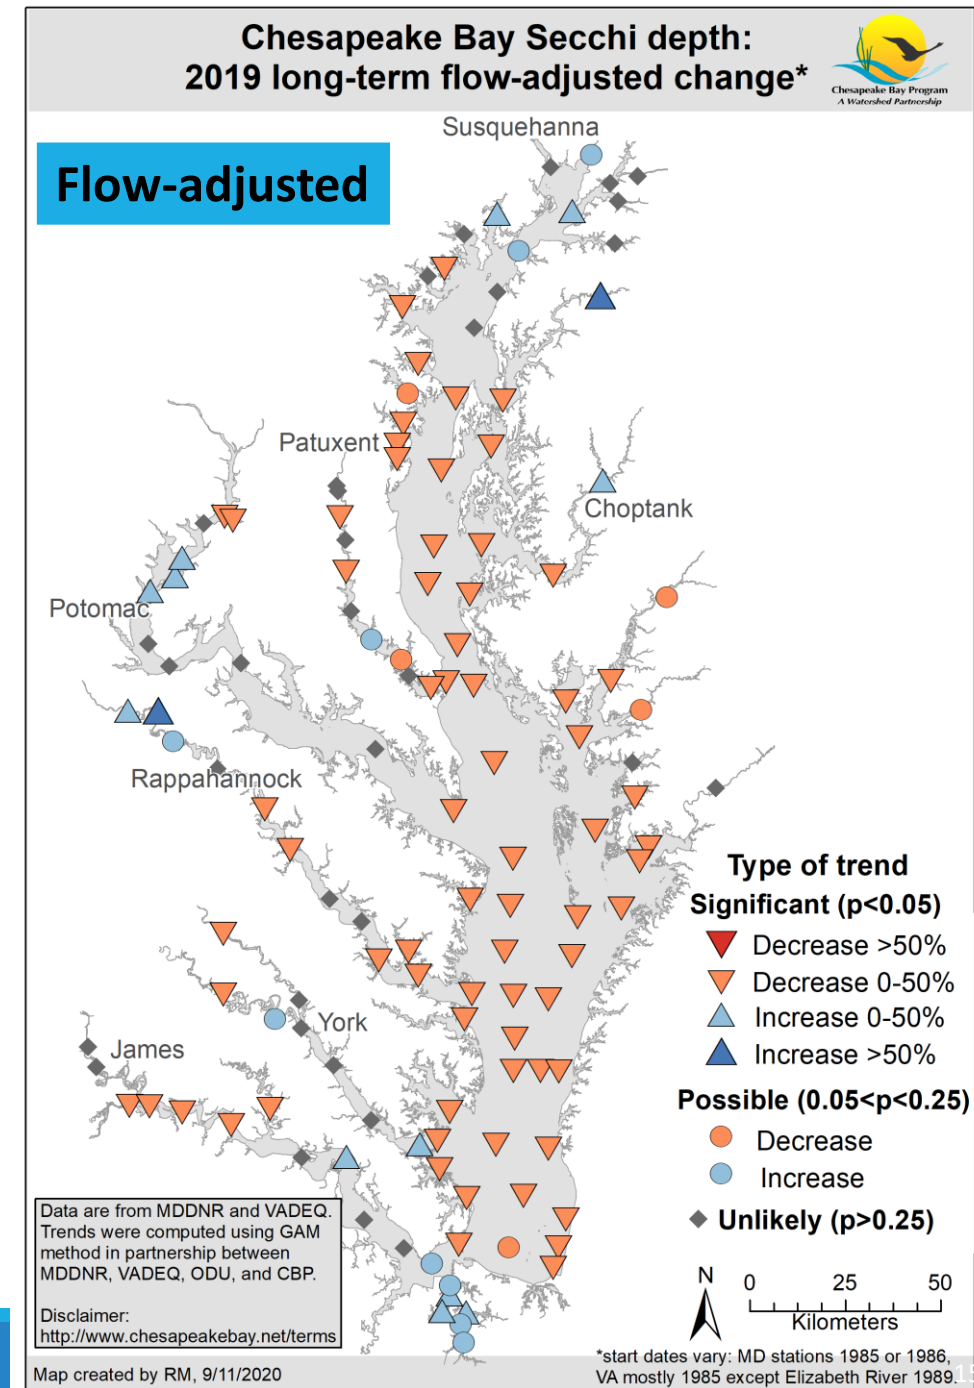 Chesapeake Bay Secchi depth:
2019 long-term flow-adjusted change*
Chesapeake Bay Program
A Watershed Partnership
Flow-adjusted
Susquehanna
Patuxent
Choptank
Potomac
Rappahannock
York
James
Type of trend
Significant (p<0.05)
Decrease >50%
Decrease 0-50%
Increase 0-50%
Increase >50%
Possible (0.05<p<0.25)
Decrease
Increase
Unlikely (p>0.25)
Data are from MDDNR and VADEQ.
Trends were computed using GAM
method in partnership between
MDDNR, VADEQ, ODU, and CBP.
Disclaimer:
http://www.chesapeakebay.net/terms
N
0 25 50
Kilometers
*start dates vary: MD stations 1985 or 1986,
VA mostly 1985 except Elizabeth River 1989.
Map created by RM, 9/11/2020